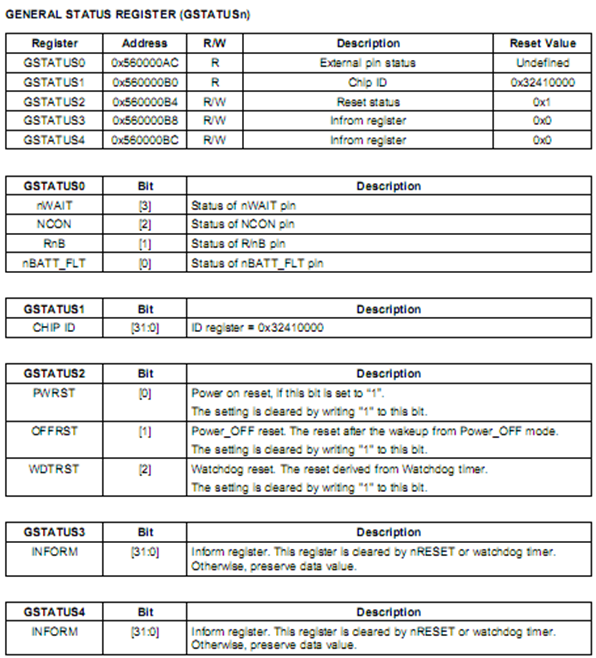 GENERAL STATUS REGISTER (GSTATUSn)
Register Address R/W Description Reset Value
GSTATUS0 0x560000AC R External pin status Undefined
GSTATUS1 0x560000B0 R Chip ID 0x32410000
GSTATUS2 0x560000B4 R/W Reset status 0x1
GSTATUS3 0x560000B8 R/W Infrom register 0x0
GSTATUS4 0x560000BC R/W Infrom register 0x0
GSTATUS0 Bit Description
nWAIT [3] Status of nWAIT pin
NCON [2] Status of NCON pin
RnB [1] Status of R/nB pin
nBATT_FLT [0] Status of nBATT_FLT pin
GSTATUS1 Bit Description
CHIP ID [31:0] ID register = 0x32410000
GSTATUS2 Bit Description
PWRST [0] Power on reset, if this bit is set to "1".
The setting is cleared by writing "1" to this bit.
OFFRST [1] Power_OFF reset. The reset after the wakeup from Power_OFF mode.
The setting is cleared by writing "1" to this bit.
WDTRST [2] Watchdog reset. The reset derived from Watchdog timer.
The setting is cleared by writing "1" to this bit.
GSTATUS3 Bit Description
INFORM [31:0] Inform register. This register is cleared by nRESET or watchdog timer.
Otherwise, preserve data value.
GSTATUS4 Bit Description
INFORM [31:0] Inform register. This register is cleared by nRESET or watchdog timer.
Otherwise, preserve data value.